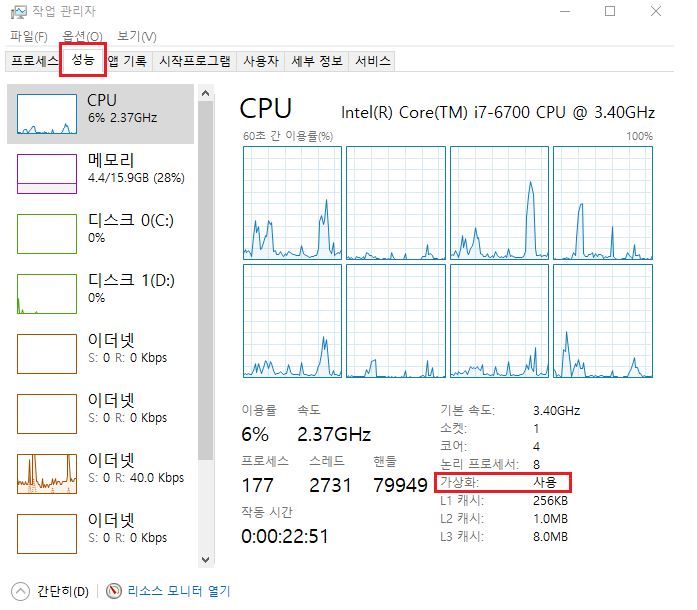 작업 관리자
파일(F) 옵션(O) 보기(V)
프로세스 성능 앱 기록 시작프로그램 사용자 세부 정보 서비스
CPU
6% 2.37GHz
메모리
4.4/15.9GB (28%)
디스크 0(C:)
0%
디스크 1(D:)
0%
이더넷
S: 0 R: 0 Kbps
이더넷
S: 0 R: 0 Kbps
이더넷
S: 0 R: 40.0 Kbps
이더넷
S: 0 R: 0 Kbps
CPU Intel(R) Core(TM) i7-6700 CPU @ 3.40GHz
60초 간 이용률(%) 100%
이용률 속도
6% 2.37GHz
프로세스 스레드 핸들
177 2731 79949
작동 시간
0:00:22:51
기본 속도: 3.40GHz
소켓: 1
코어: 4
논리 프로세서: 8
가상화: 사용
L1 캐시: 256KB
L2 캐시: 1.0MB
L3 캐시: 8.0MB
간단히(D) 리소스 모니터 열기